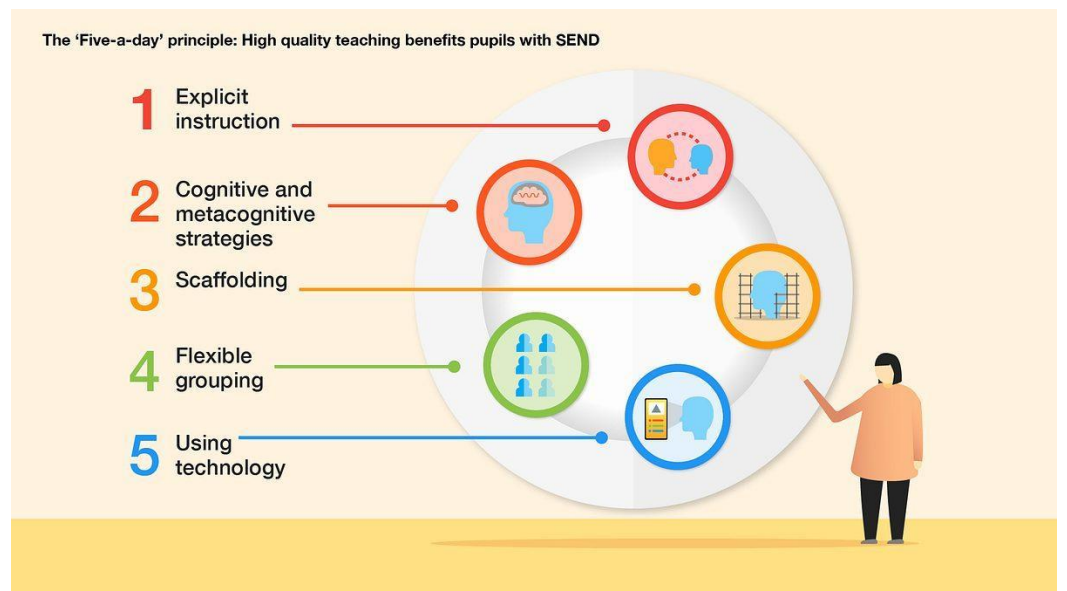 The ‘Five-a-day’ principle: High quality teaching benefits pupils with SEND
1
Explicit
instruction
2
Cognitive and
metacognitive
strategies
3
Scaffolding
4
Flexible
grouping
5
Using
technology